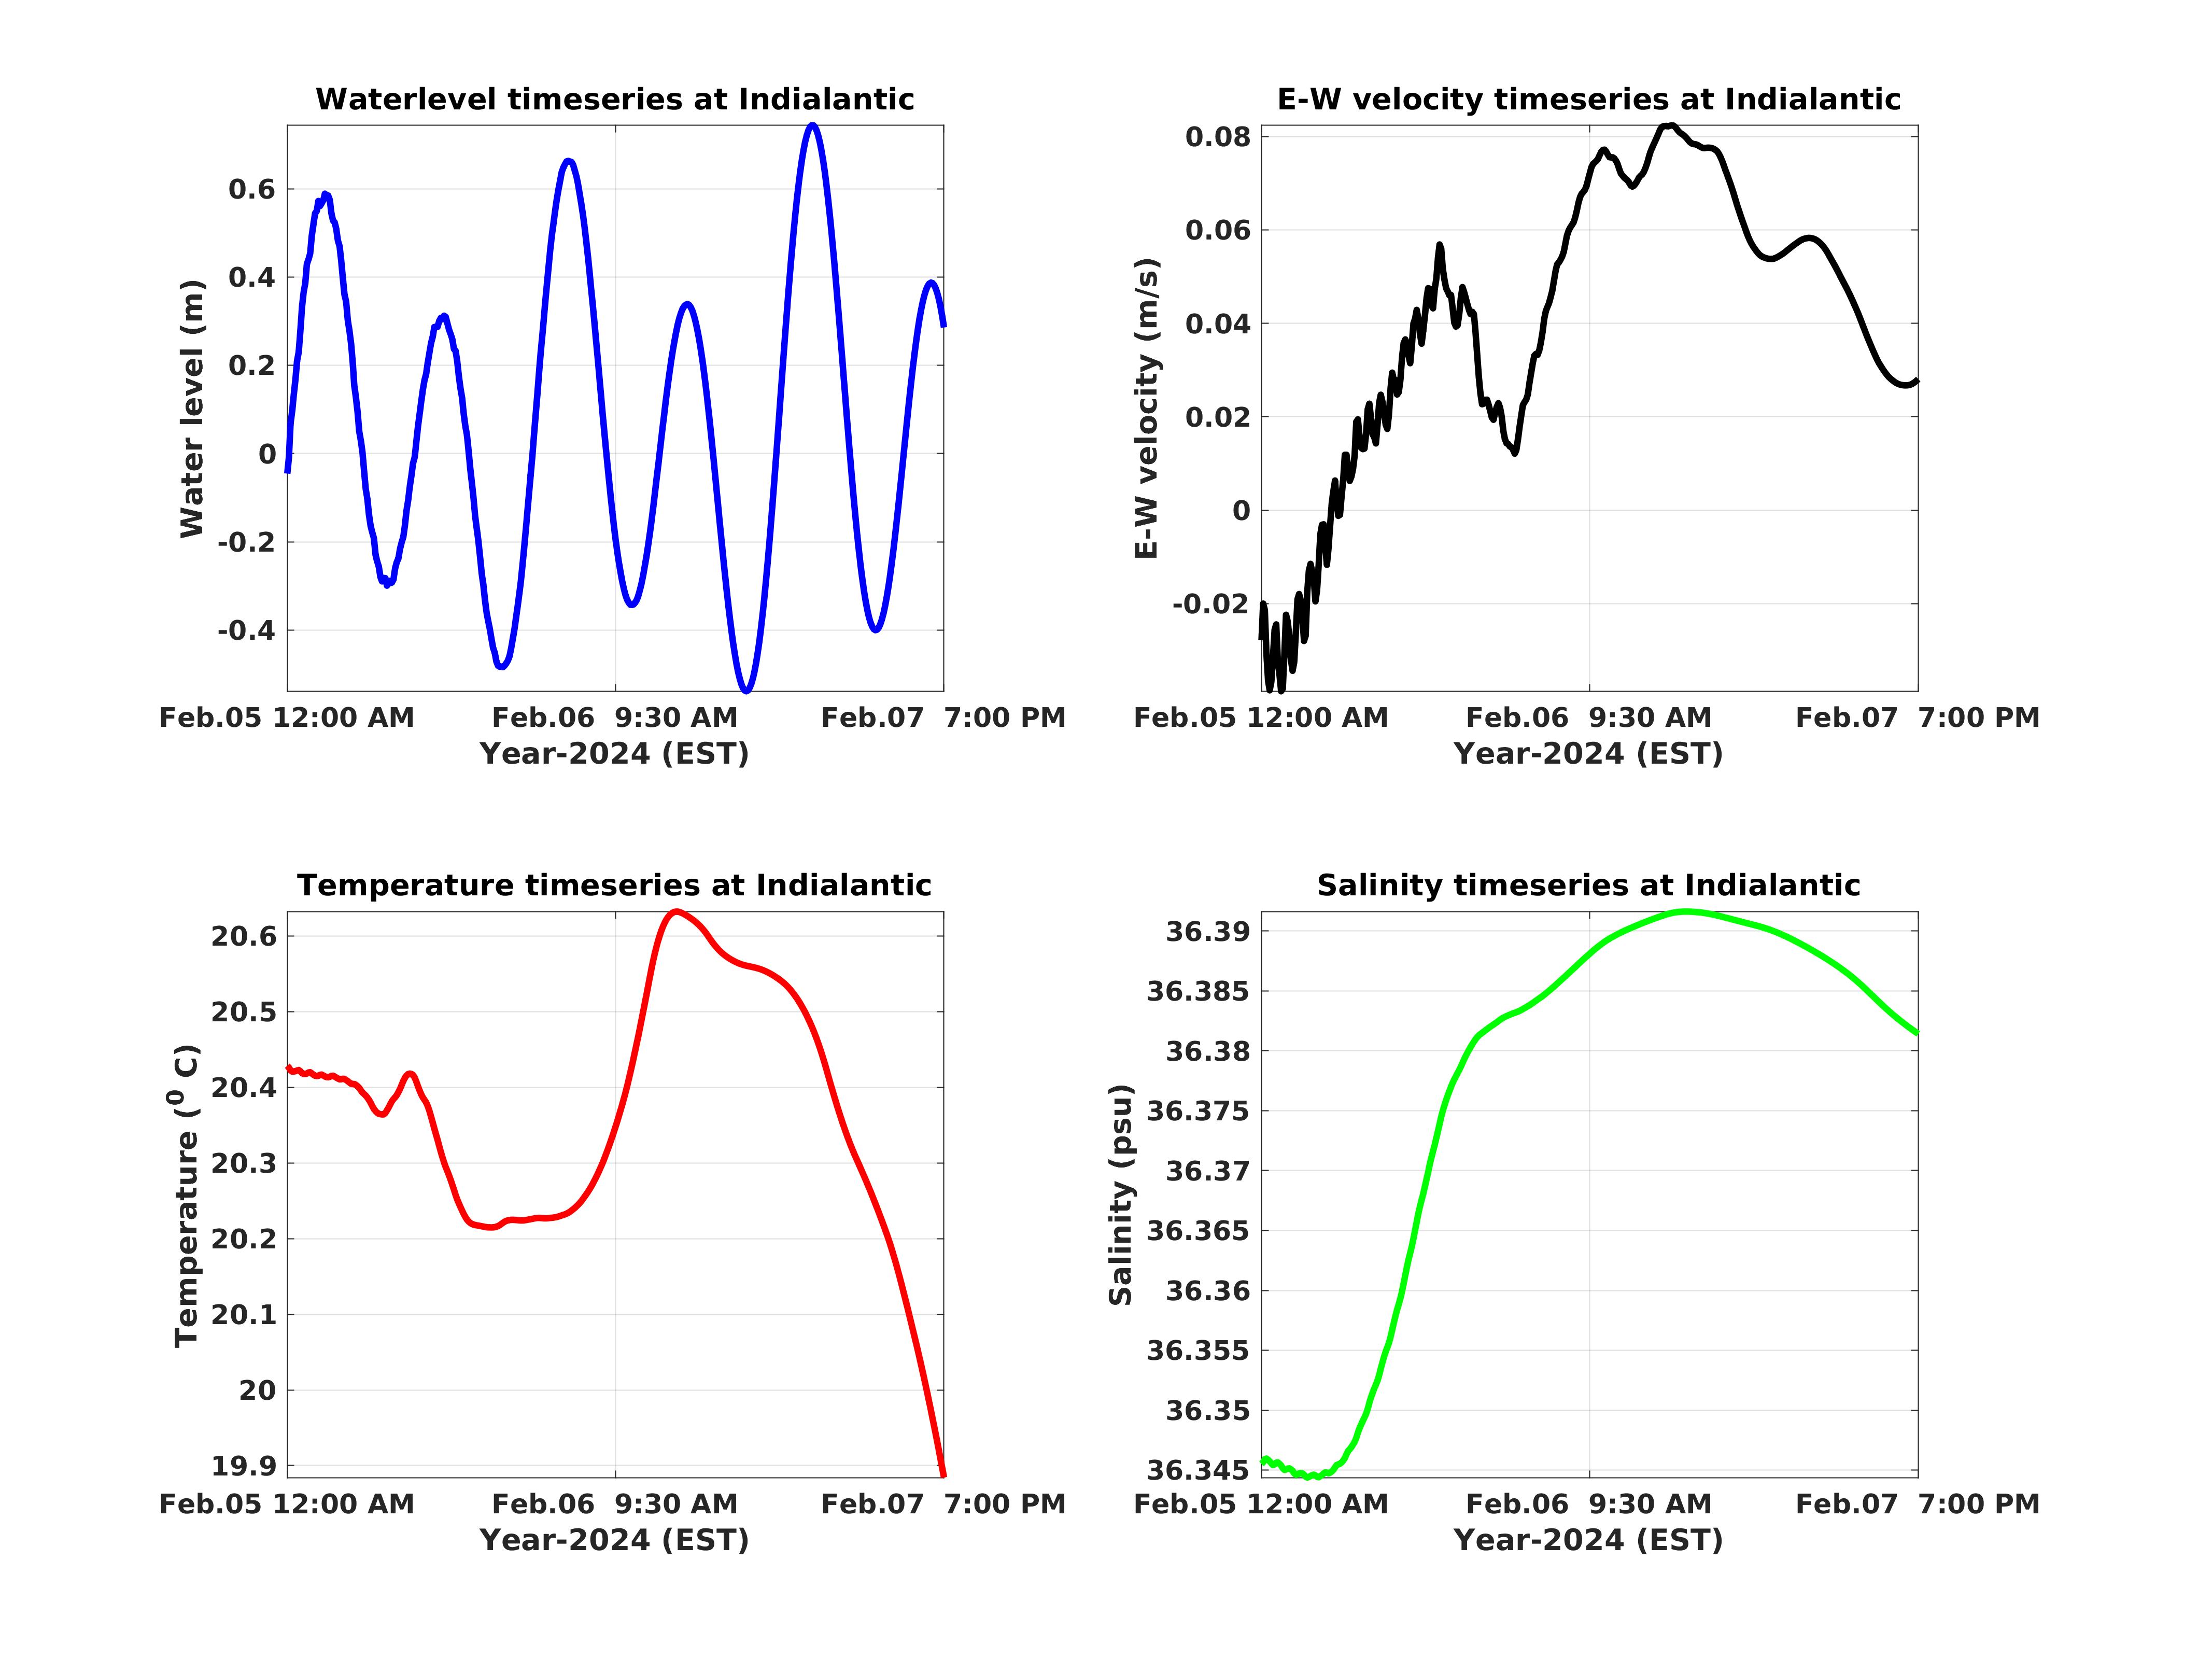 Waterlevel timeseries at Indialantic
Water level (m)
0.6
0.4
0.2
0
-0.2
-0.4
Feb.05 12:00 AM Feb.06 9:30 AM Feb.07 7:00 PM
Year-2024 (EST)
E-W velocity timeseries at Indialantic
E-W velocity (m/s)
0.08
0.06
0.04
0.02
0
-0.02
Feb.05 12:00 AM Feb.06 9:30 AM Feb.07 7:00 PM
Year-2024 (EST)
Temperature timeseries at Indialantic
Temperature (⁰ C)
20.6
20.5
20.4
20.3
20.2
20.1
20
19.9
Feb.05 12:00 AM Feb.06 9:30 AM Feb.07 7:00 PM
Year-2024 (EST)
Salinity timeseries at Indialantic
Salinity (psu)
36.39
36.385
36.38
36.375
36.37
36.365
36.36
36.355
36.35
36.345
Feb.05 12:00 AM Feb.06 9:30 AM Feb.07 7:00 PM
Year-2024 (EST)